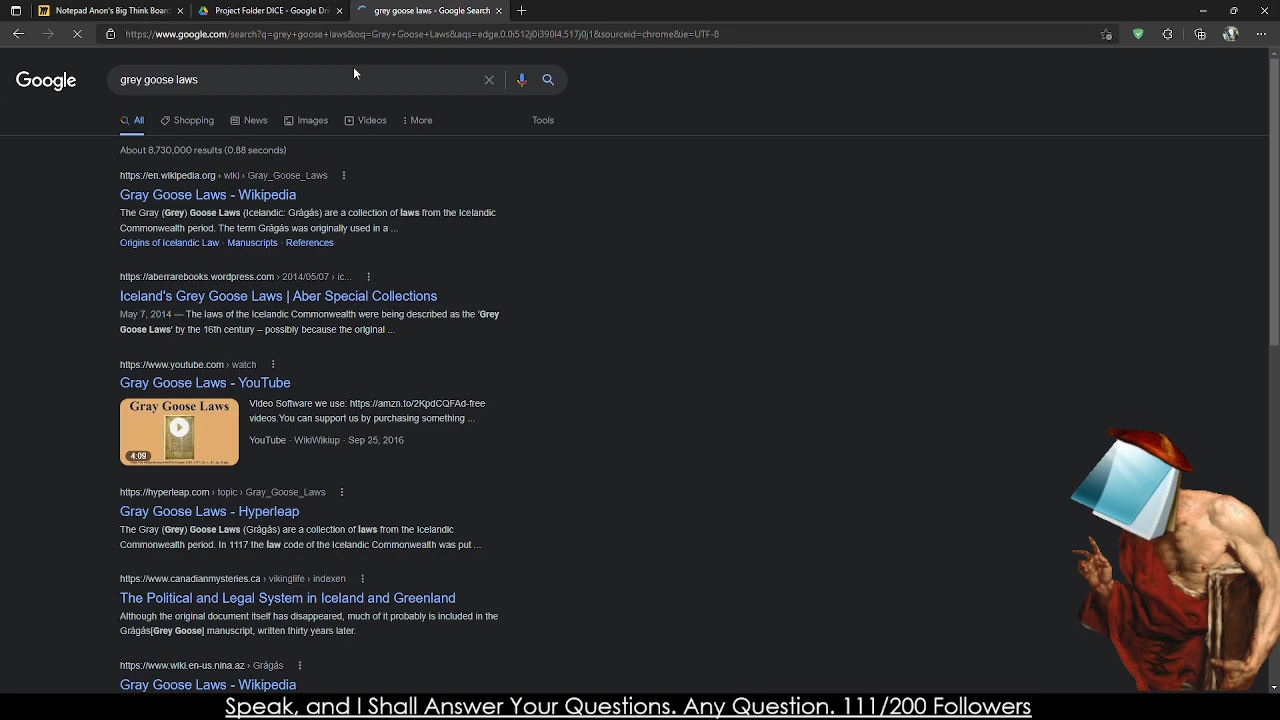 Notepad Anon's Big Think Board
Project Folder DICE - Google Dri
grey goose laws - Google Search
https://www.google.com/search?q=grey+goose+laws&oq=Grey+Goose+Laws&aqs=edge.0.0i512j0i390l4.517j0j1&sourceid=chrome&ie=UTF-8
Google
grey goose laws
All
Shopping
News
Images
Videos
More
Tools
About 8,730,000 results (0.88 seconds)
https://en.wikipedia.org › wiki › Gray_Goose_Laws
Gray Goose Laws - Wikipedia
The Gray (Grey) Goose Laws (Icelandic: Grágás) are a collection of laws from the Icelandic
Commonwealth period. The term Grágás was originally used in a ...
Origins of Icelandic Law · Manuscripts · References
https://aberrarebooks.wordpress.com › 2014/05/07 › ic...
Iceland's Grey Goose Laws | Aber Special Collections
May 7, 2014 — The laws of the Icelandic Commonwealth were being described as the 'Grey
Goose Laws' by the 16th century – possibly because the original ...
https://www.youtube.com › watch
Gray Goose Laws - YouTube
Gray Goose Laws
4:09
Video Software we use: https://amzn.to/2KpdCQFAd-free
videos.You can support us by purchasing something ...
YouTube · WikiWikiup · Sep 25, 2016
https://hyperleap.com › topic › Gray_Goose_Laws
Gray Goose Laws - Hyperleap
The Gray (Grey) Goose Laws (Grágás) are a collection of laws from the Icelandic
Commonwealth period. In 1117 the law code of the Icelandic Commonwealth was put ...
https://www.canadianmysteries.ca › vikinglife › indexen
The Political and Legal System in Iceland and Greenland
Although the original document itself has disappeared, much of it probably is included in the
Grágás[Grey Goose] manuscript, written thirty years later.
https://www.wiki.en-us.nina.az › Grágás
Gray Goose Laws - Wikipedia
Speak, and I Shall Answer Your Questions. Any Question. 111/200 Followers